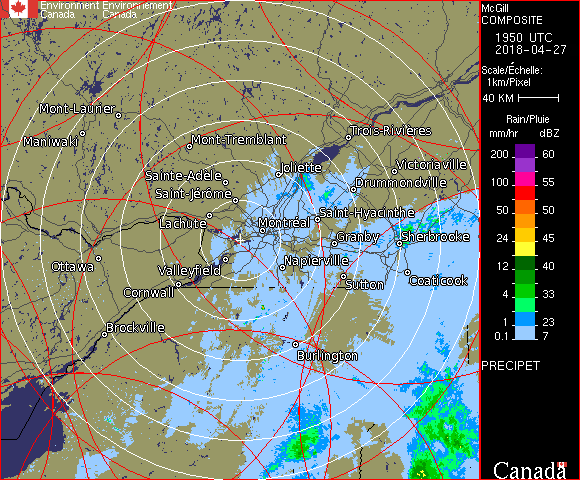 Environment Environnement
Canada Canada
McGill
COMPOSITE
1950 UTC
2018-04-27
Scale/Échelle:
1km/Pixel
40 KM
Rain/Pluie
mm/hr dBZ
200 60
100 55
50 50
24 45
12 40
4 33
1 23
0.1 7
PRECIPET
Canada
Mont-Laurier
Maniwaki
Mont-Tremblant
Trois-Rivières
Victoriaville
Joliette
Sainte-Adèle
Drummondville
Saint-Jérôme
Saint-Hyacinthe
Lachute
Montréal
Granby
Sherbrooke
Napierville
Ottawa
Valleyfield
Sutton
Coaticook
Cornwall
Brockville
Burlington